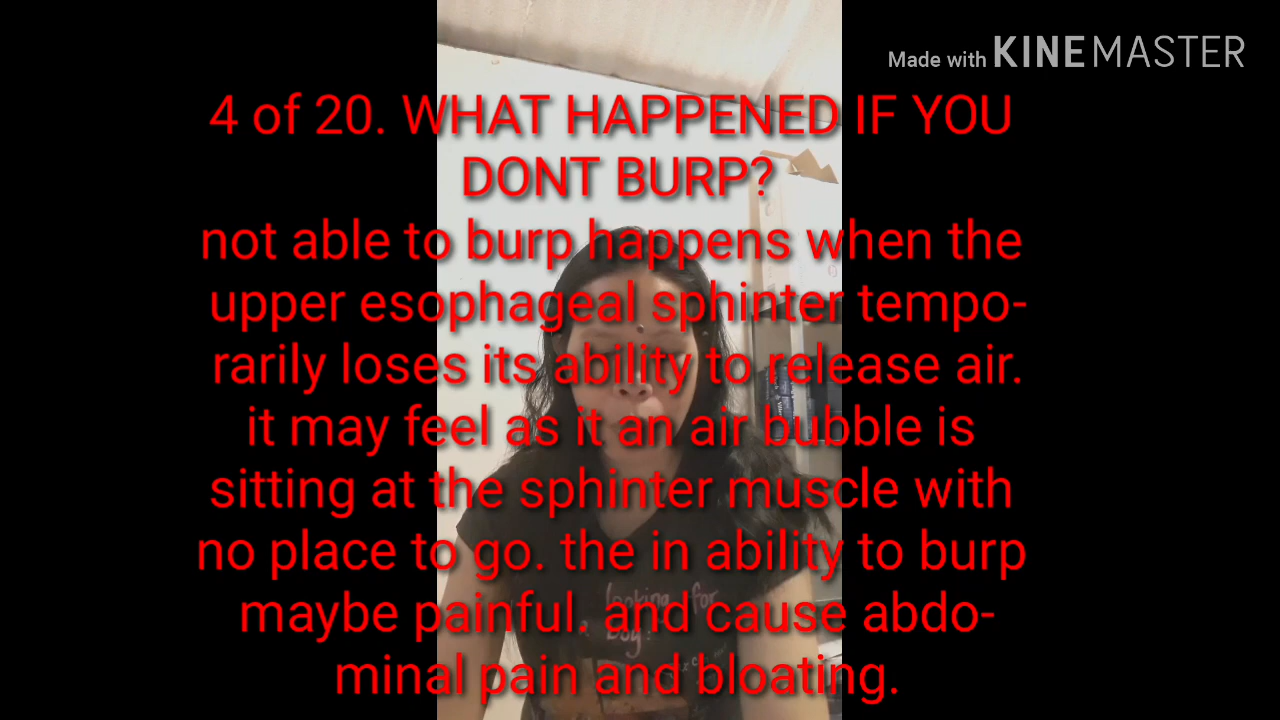 Made with KINEMASTER
4 of 20. WHAT HAPPENED IF YOU
DONT BURP?
not able to burp happens when the
upper esophageal sphinter tempo-
rarily loses its ability to release air.
it may feel as it an air bubble is
sitting at the sphinter muscle with
no place to go. the in ability to burp
maybe painful. and cause abdo-
minal pain and bloating.
looking for
boy